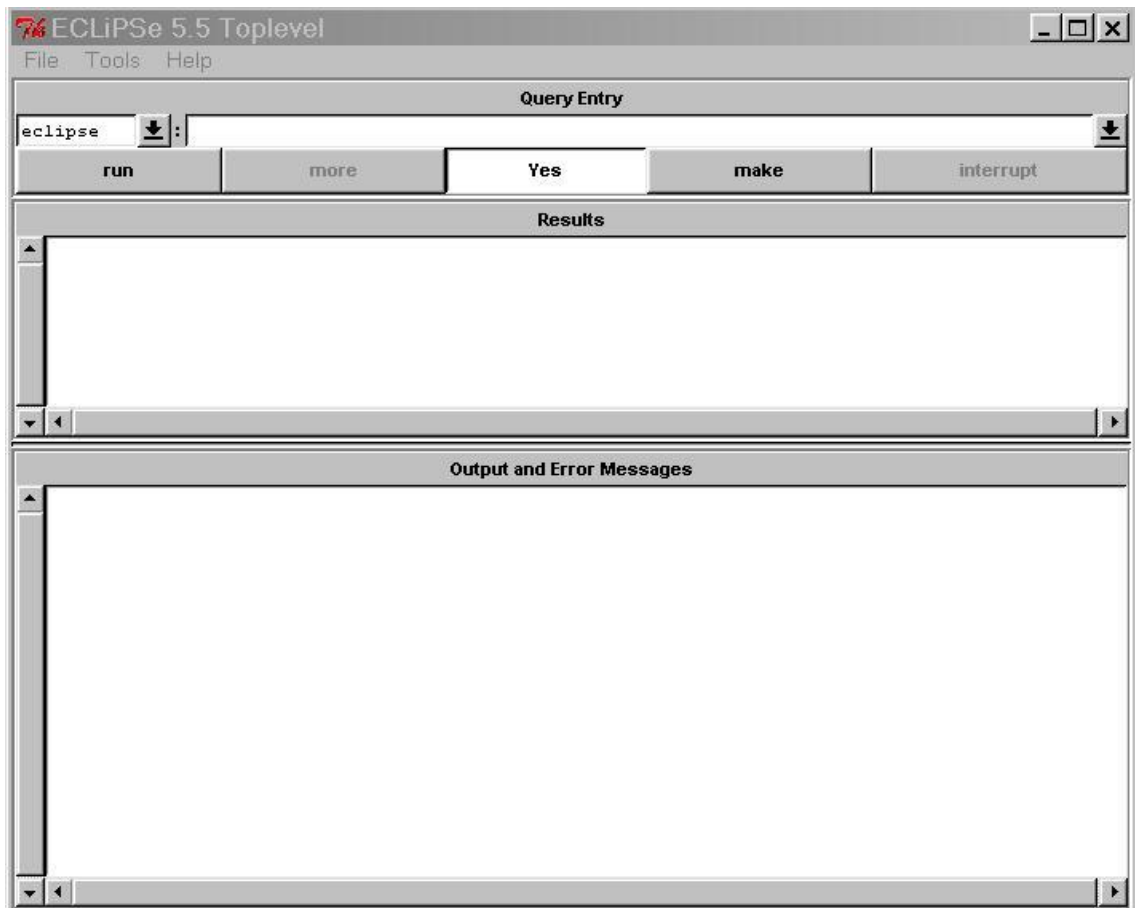 ECLiPSe 5.5 Toplevel
File Tools Help
Query Entry
eclipse :
run more Yes make interrupt
Results
Output and Error Messages